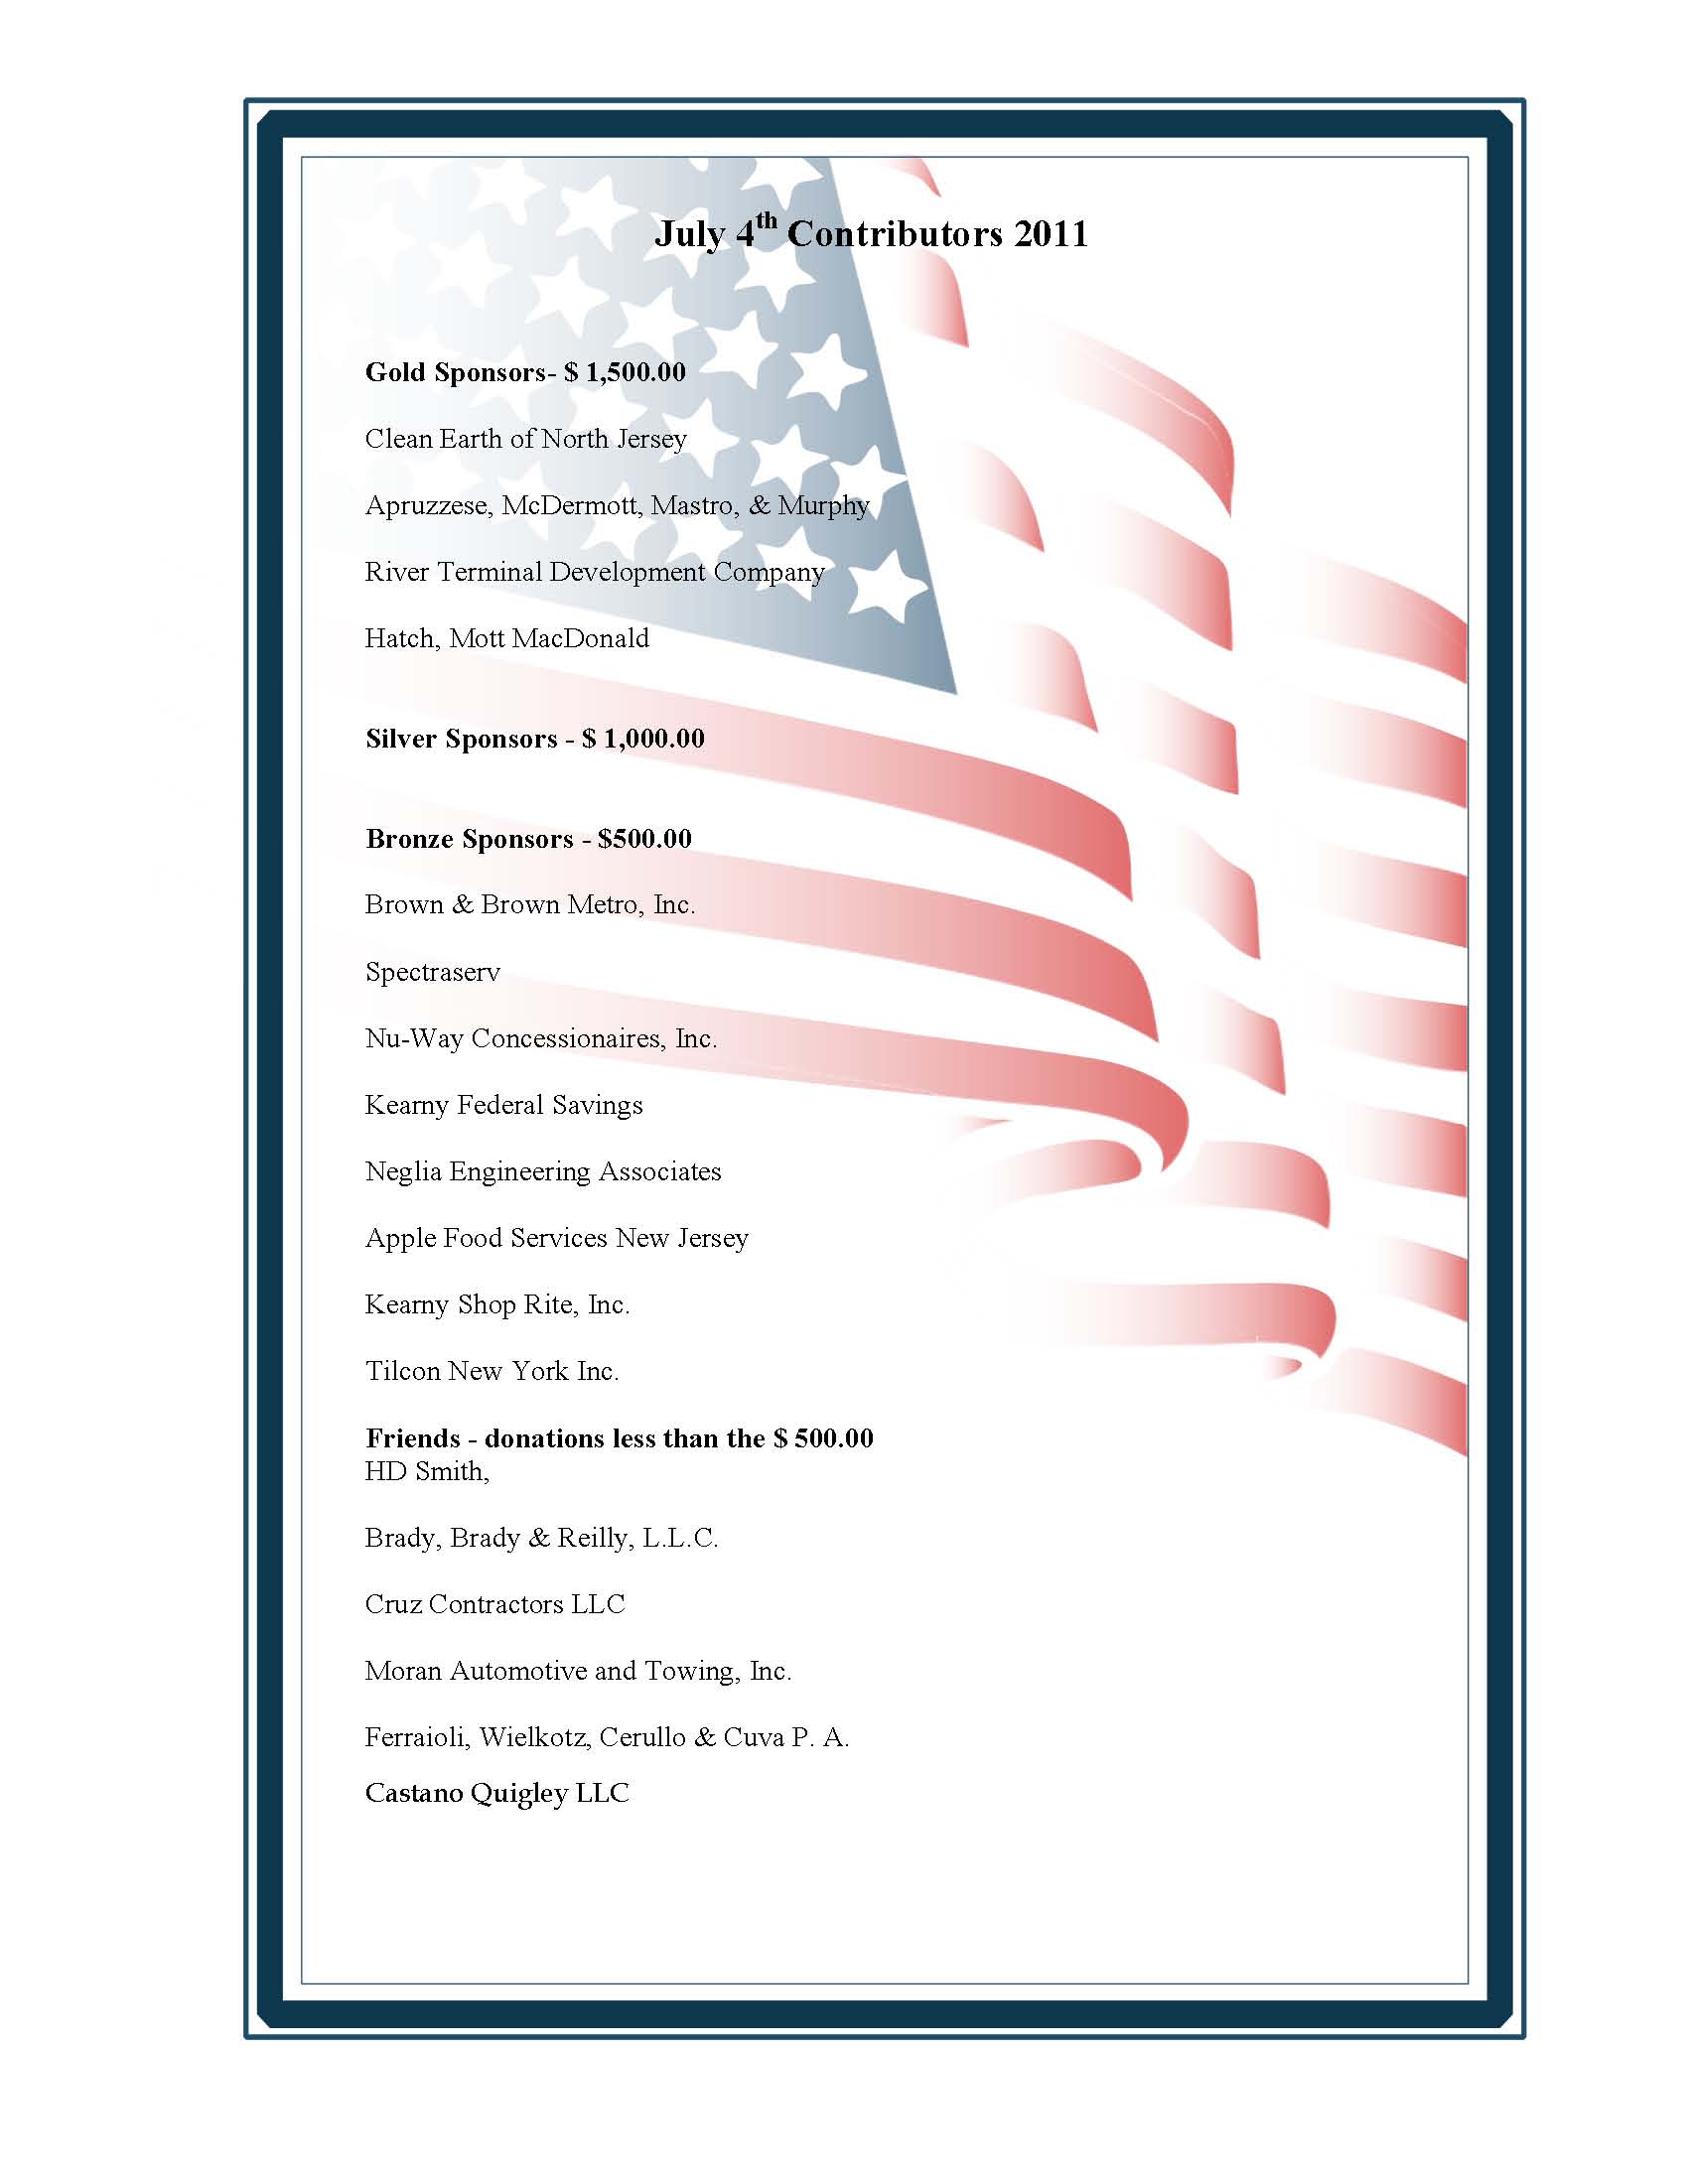 July 4th Contributors 2011
Gold Sponsors- $ 1,500.00
Clean Earth of North Jersey
Apruzzese, McDermott, Mastro, & Murphy
River Terminal Development Company
Hatch, Mott MacDonald
Silver Sponsors - $ 1,000.00
Bronze Sponsors - $500.00
Brown & Brown Metro, Inc.
Spectraserv
Nu-Way Concessionaires, Inc.
Kearny Federal Savings
Neglia Engineering Associates
Apple Food Services New Jersey
Kearny Shop Rite, Inc.
Tilcon New York Inc.
Friends - donations less than the $ 500.00
HD Smith,
Brady, Brady & Reilly, L.L.C.
Cruz Contractors LLC
Moran Automotive and Towing, Inc.
Ferraioli, Wielkotz, Cerullo & Cuva P. A.
Castano Quigley LLC